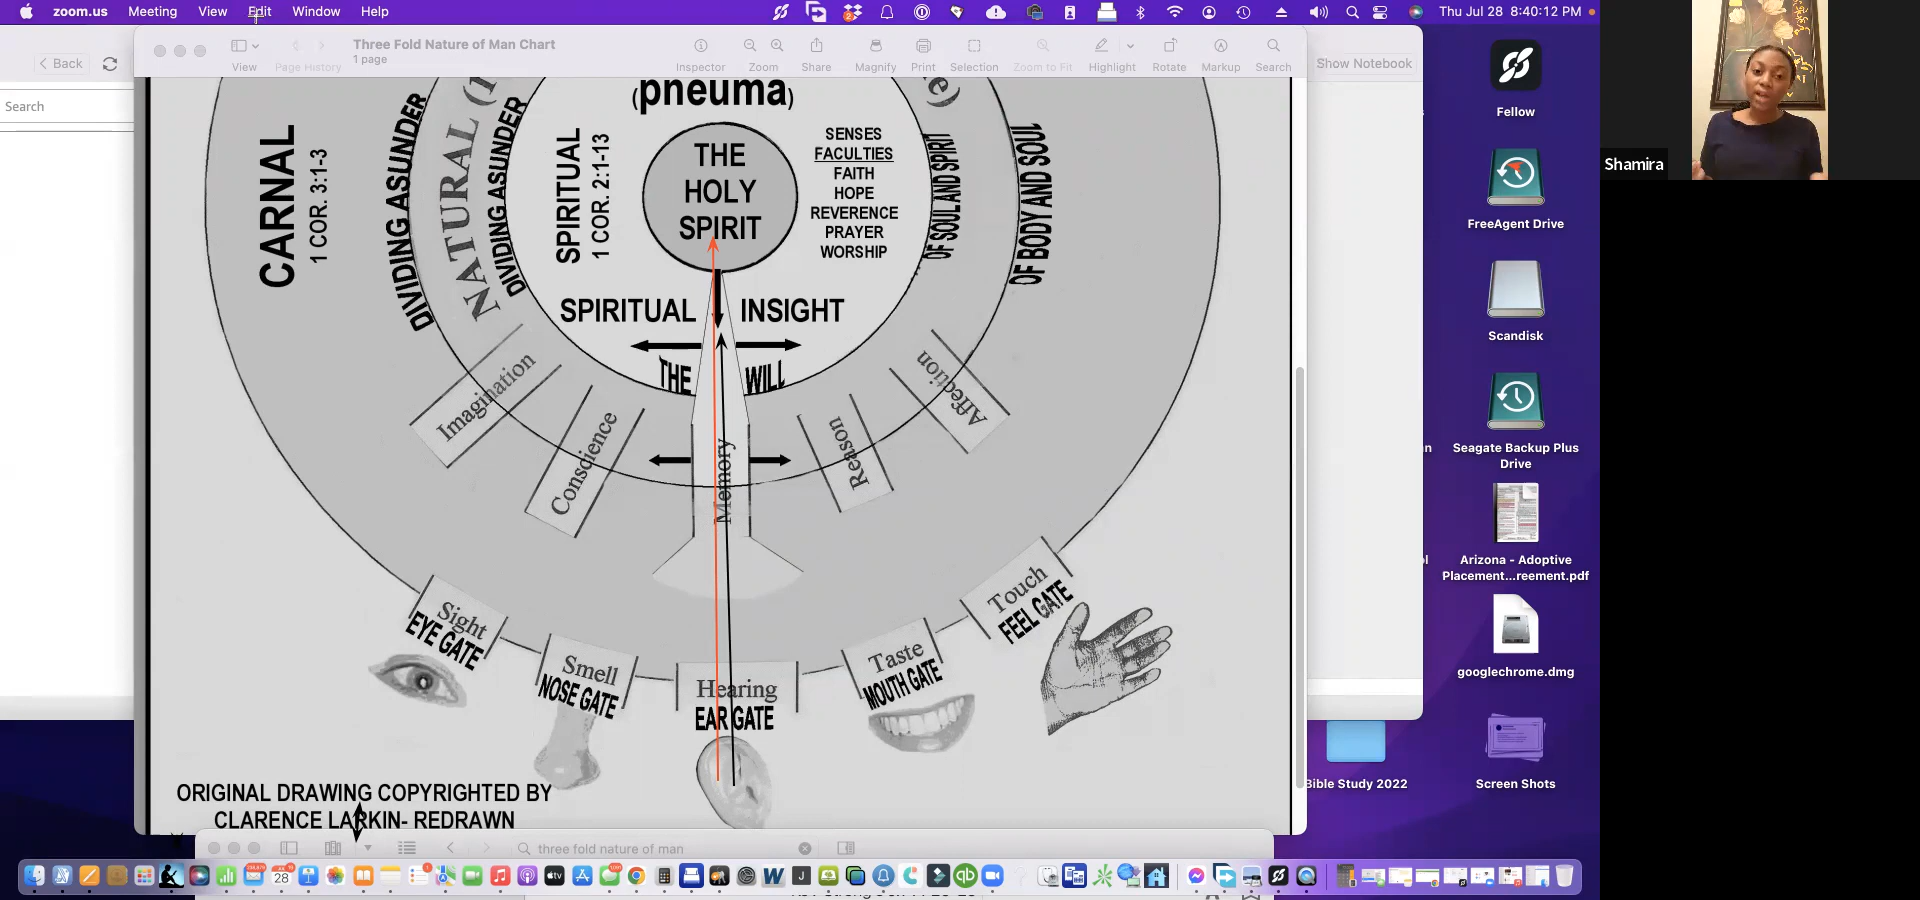 zoom.us Meeting View Edit Window Help
Thu Jul 28 8:40:12 PM
Three Fold Nature of Man Chart
1 page
View Page History Inspector Zoom Share Magnify Print Selection Zoom to Fit Highlight Rotate Markup Search
Back
Search
Show Notebook
(pneuma)
CARNAL
1 COR. 3:1-3
DIVIDING ASUNDER
NATURAL
DIVIDING ASUNDER
SPIRITUAL
1 COR. 2:1-13
THE
HOLY
SPIRIT
SENSES
FACULTIES
FAITH
HOPE
REVERENCE
PRAYER
WORSHIP
OF SOUL AND SPIRIT
OF BODY AND SOUL
SPIRITUAL INSIGHT
THE WILL
Imagination
Conscience
Memory
Reason
Affection
Sight
EYE GATE
Smell
NOSE GATE
Hearing
EAR GATE
Taste
MOUTH GATE
Touch
FEEL GATE
ORIGINAL DRAWING COPYRIGHTED BY
CLARENCE LARKIN- REDRAWN
three fold nature of man
Fellow
FreeAgent Drive
Scandisk
Seagate Backup Plus
Drive
Arizona - Adoptive
Placement...reement.pdf
googlechrome.dmg
Bible Study 2022
Screen Shots
Shamira